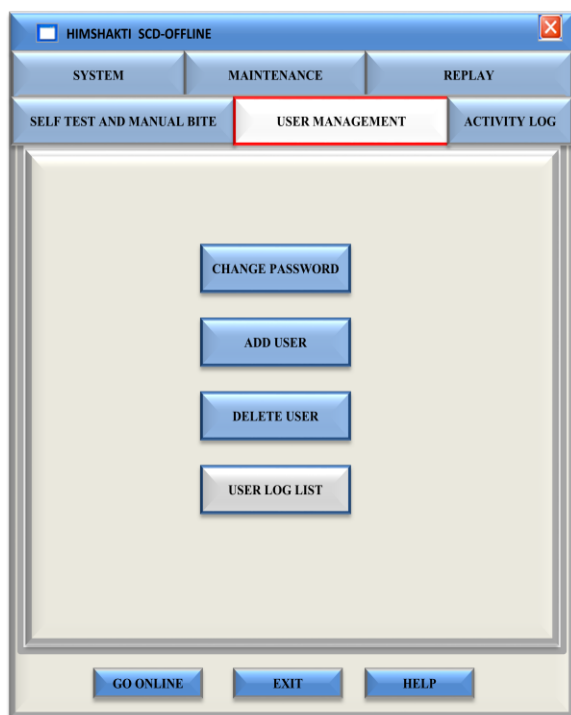 HIMSHAKTI SCD-OFFLINE
SYSTEM MAINTENANCE REPLAY
SELF TEST AND MANUAL BITE USER MANAGEMENT ACTIVITY LOG
CHANGE PASSWORD
ADD USER
DELETE USER
USER LOG LIST
GO ONLINE EXIT HELP